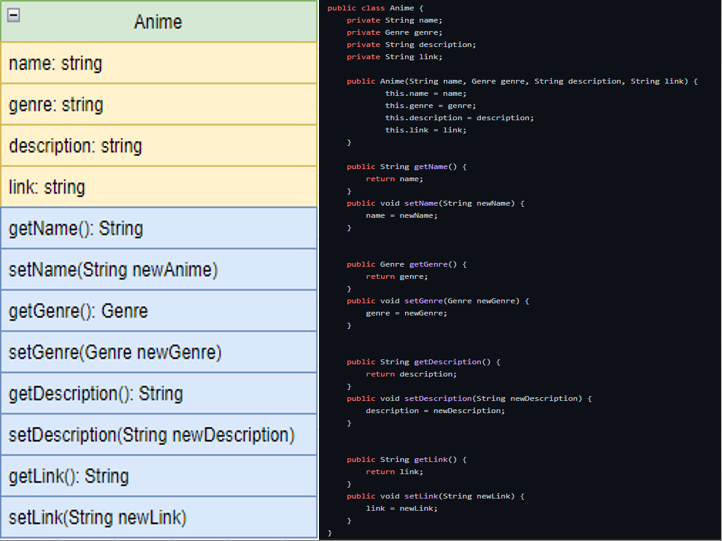 Anime
name: string
genre: string
description: string
link: string
getName(): String
setName(String newAnime)
getGenre(): Genre
setGenre(Genre newGenre)
getDescription(): String
setDescription(String newDescription)
getLink(): String
setLink(String newLink)
public class Anime {
private String name;
private Genre genre;
private String description;
private String link;
public Anime(String name, Genre genre, String description, String link) {
this.name = name;
this.genre = genre;
this.description = description;
this.link = link;
}
public String getName() {
return name;
}
public void setName(String newName) {
name = newName;
}
public Genre getGenre() {
return genre;
}
public void setGenre(Genre newGenre) {
genre = newGenre;
}
public String getDescription() {
return description;
}
public void setDescription(String newDescription) {
description = newDescription;
}
public String getLink() {
return link;
}
public void setLink(String newLink) {
link = newLink;
}
}